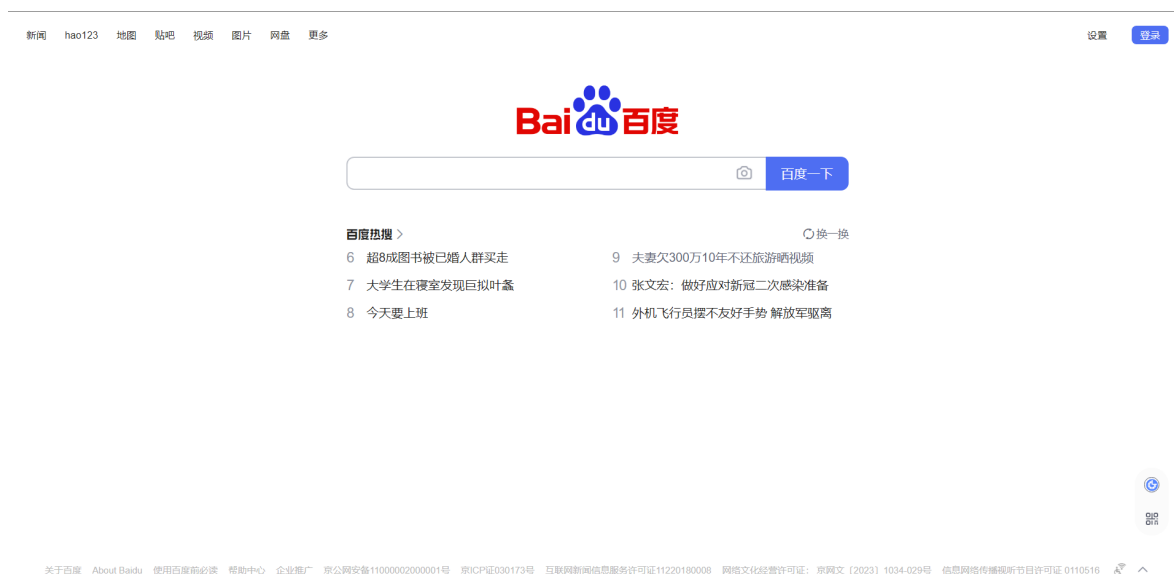 新闻 hao123 地图 贴吧 视频 图片 网盘 更多 设置 登录
Bai du 百度
百度一下
百度热搜 换一换
6 超8成图书被已婚人群买走
9 夫妻欠300万10年不还旅游晒视频
7 大学生在寝室发现巨拟叶螽
10 张文宏：做好应对新冠二次感染准备
8 今天要上班
11 外机飞行员摆不友好手势 解放军驱离
关于百度 About Baidu 使用百度前必读 帮助中心 企业推广 京公网安备11000002000001号 京ICP证030173号 互联网新闻信息服务许可证11220180008 网络文化经营许可证：京网文〔2023〕1034-029号 信息网络传播视听节目许可证 0110516